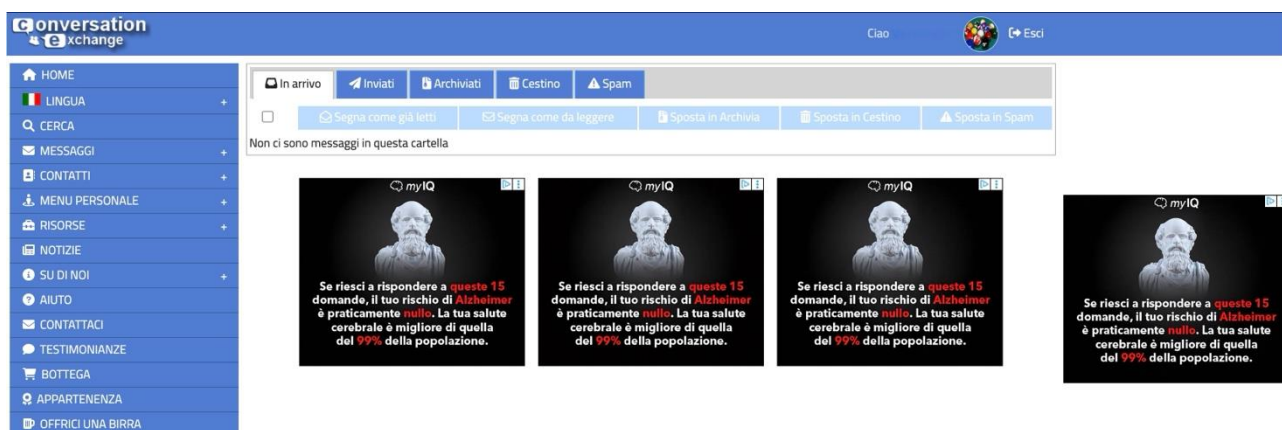 Conversation
exchange
Ciao
Esci
HOME
LINGUA +
CERCA
MESSAGGI +
CONTATTI +
MENU PERSONALE +
RISORSE +
NOTIZIE
SU DI NOI +
AIUTO
CONTATTACI
TESTIMONIANZE
BOTTEGA
APPARTENENZA
OFFRICI UNA BIRRA
In arrivo Inviati Archiviati Cestino Spam
Segna come già letti Segna come da leggere Sposta in Archivia Sposta in Cestino Sposta in Spam
Non ci sono messaggi in questa cartella
myIQ
Se riesci a rispondere a queste 15
domande, il tuo rischio di Alzheimer
è praticamente nullo. La tua salute
cerebrale è migliore di quella
del 99% della popolazione.
myIQ
Se riesci a rispondere a queste 15
domande, il tuo rischio di Alzheimer
è praticamente nullo. La tua salute
cerebrale è migliore di quella
del 99% della popolazione.
myIQ
Se riesci a rispondere a queste 15
domande, il tuo rischio di Alzheimer
è praticamente nullo. La tua salute
cerebrale è migliore di quella
del 99% della popolazione.
myIQ
Se riesci a rispondere a queste 15
domande, il tuo rischio di Alzheimer
è praticamente nullo. La tua salute
cerebrale è migliore di quella
del 99% della popolazione.